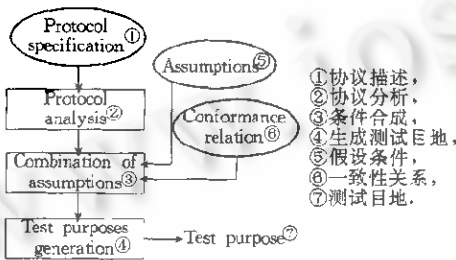 Protocol
specification①
Assumptions⑤
Protocol
analysis②
Conformance
relation⑥
Combination of
assumptions③
Test purposes
generation④
Test purpose⑦
①协议描述,
②协议分析,
③条件合成,
④生成测试目地,
⑤假设条件,
⑥一致性关系,
⑦测试目地.